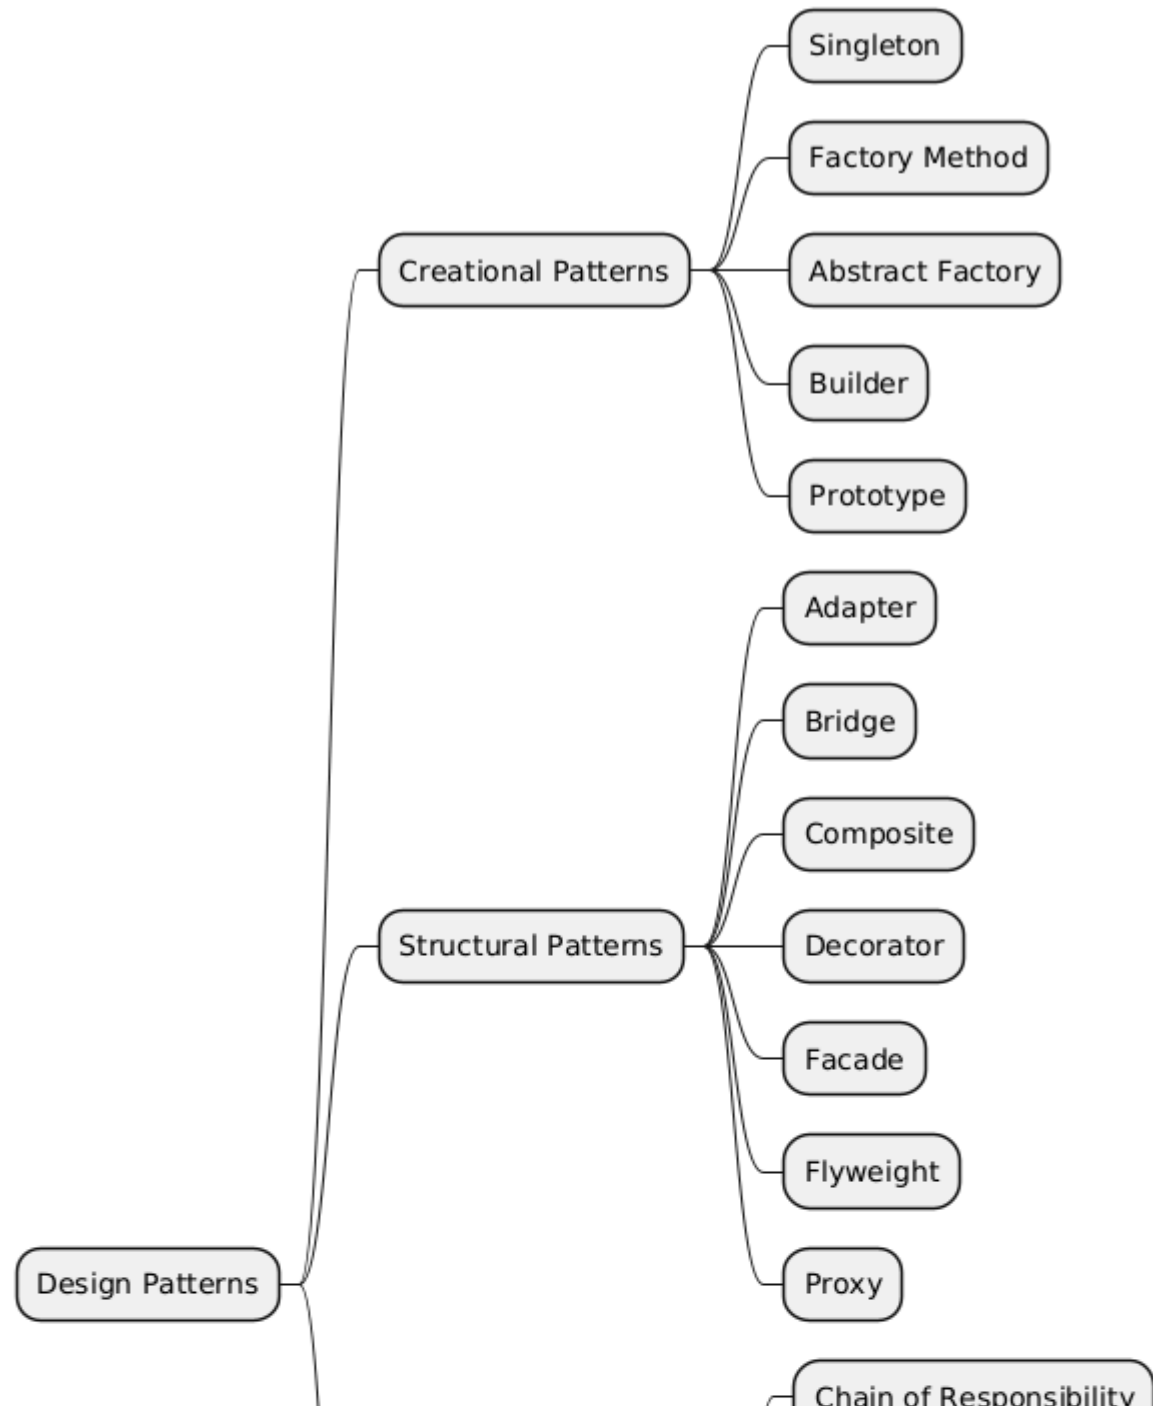 Design Patterns
Creational Patterns
Singleton
Factory Method
Abstract Factory
Builder
Prototype
Structural Patterns
Adapter
Bridge
Composite
Decorator
Facade
Flyweight
Proxy
Chain of Responsibility